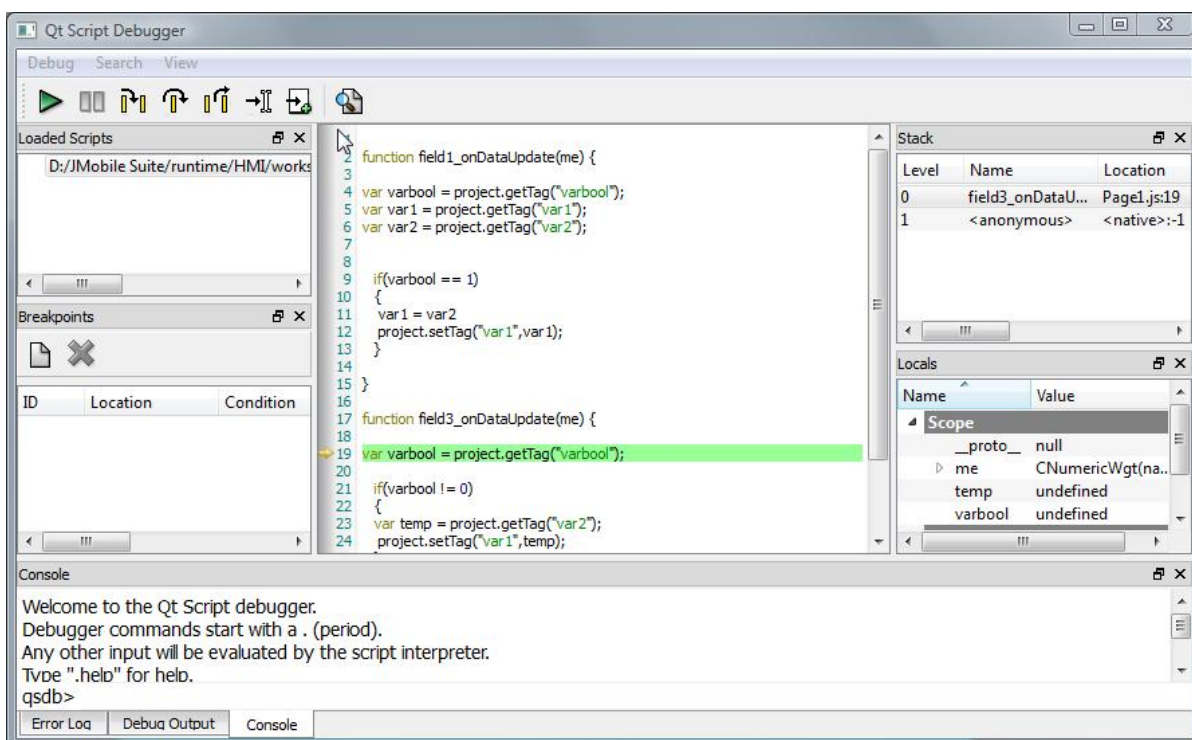 Qt Script Debugger
Debug Search View
Loaded Scripts
D:/JMobile Suite/runtime/HMI/works
Breakpoints
ID Location Condition
2 function field1_onDataUpdate(me) {
3
4 var varbool = project.getTag("varbool");
5 var var1 = project.getTag("var1");
6 var var2 = project.getTag("var2");
7
8
9 if(varbool == 1)
10 {
11 var1 = var2
12 project.setTag("var1",var1);
13 }
14
15 }
16
17 function field3_onDataUpdate(me) {
18
19 var varbool = project.getTag("varbool");
20
21 if(varbool != 0)
22 {
23 var temp = project.getTag("var2");
24 project.setTag("var1",temp);
Stack
Level Name Location
0 field3_onDataU... Page1.js:19
1 <anonymous> <native>:-1
Locals
Name Value
Scope
__proto__ null
me CNumericWgt(na...
temp undefined
varbool undefined
Console
Welcome to the Qt Script debugger.
Debugger commands start with a . (period).
Any other input will be evaluated by the script interpreter.
Type ".help" for help.
qsdb>
Error Log Debug Output Console